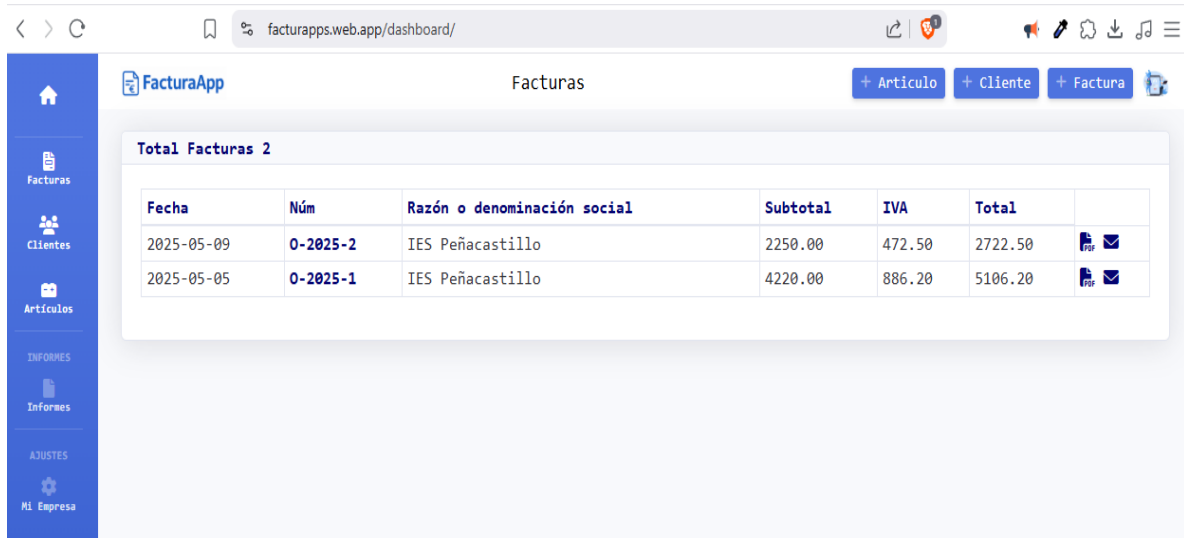 facturapps.web.app/dashboard/
FacturaApp
Facturas
+ Articulo
+ Cliente
+ Factura
Facturas
Clientes
Artículos
INFORMES
Informes
AJUSTES
Mi Empresa
Total Facturas 2
Fecha Núm Razón o denominación social Subtotal IVA Total
2025-05-09 O-2025-2 IES Peñacastillo 2250.00 472.50 2722.50 PDF
2025-05-05 O-2025-1 IES Peñacastillo 4220.00 886.20 5106.20 PDF